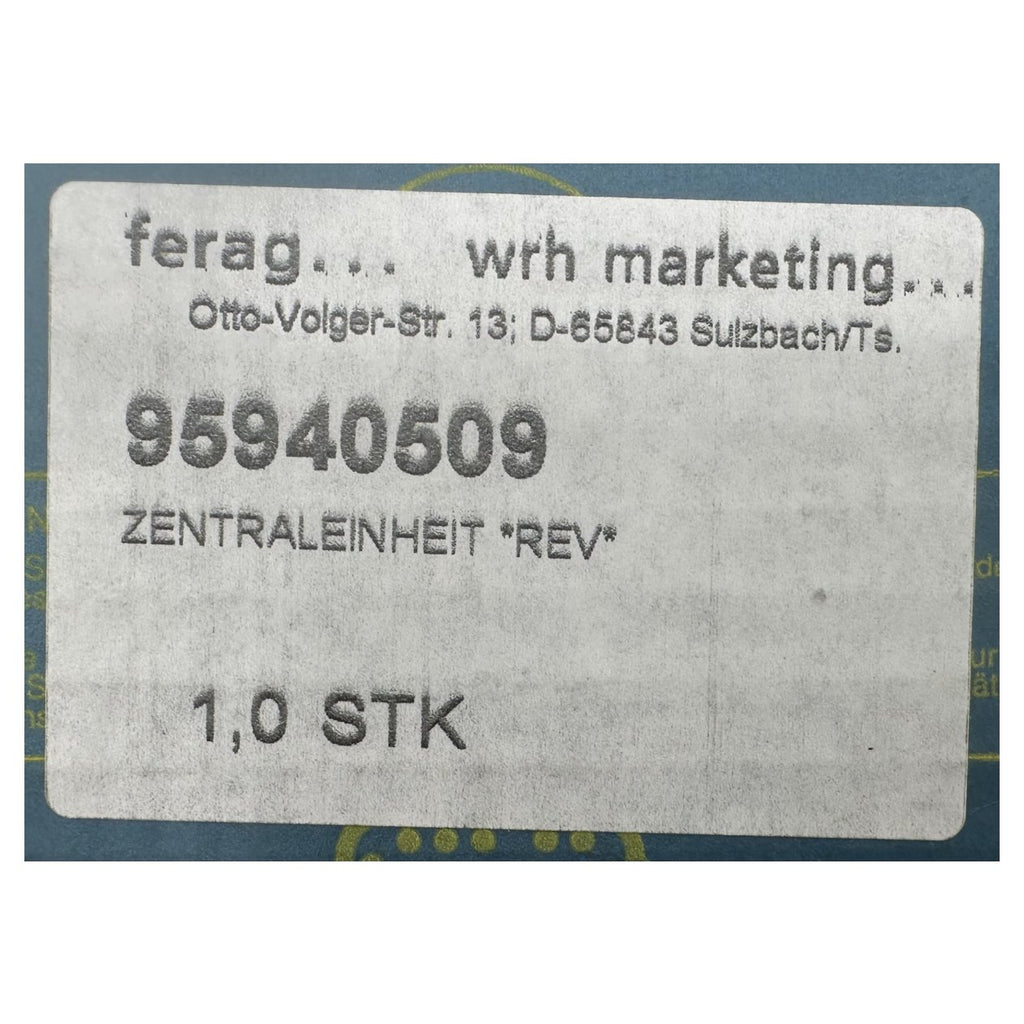 ferag... wrh marketing...
Otto-Volger-Str. 13; D-65843 Sulzbach/Ts.
95940509
ZENTRALEINHEIT *REV*
1,0 STK